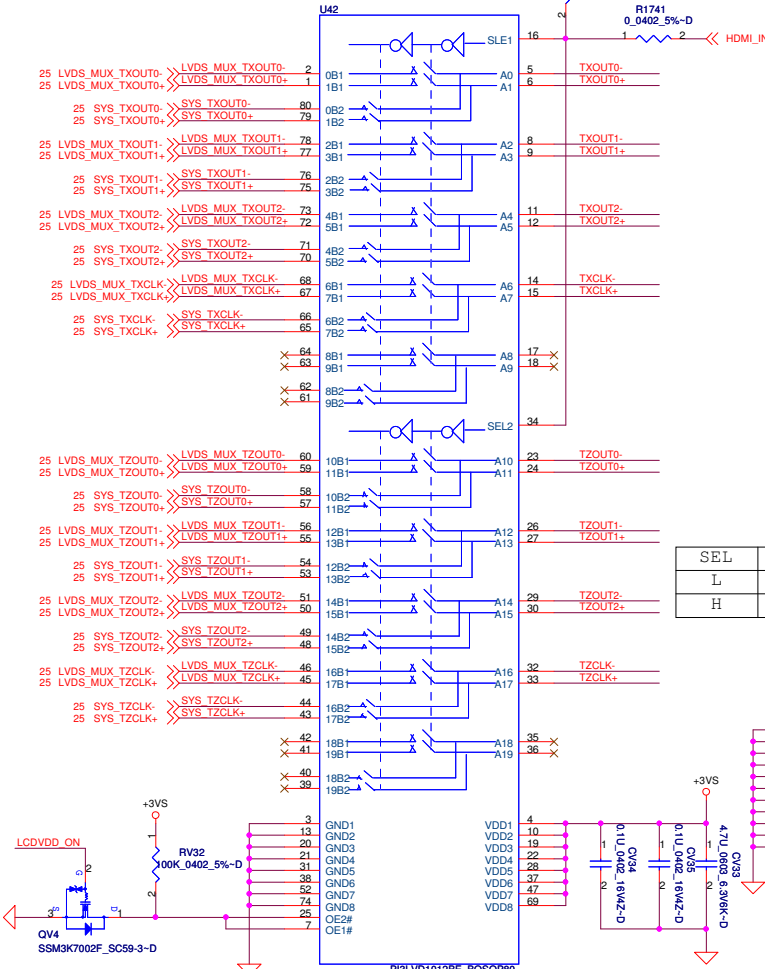 U42
R1741
0_0402_5%~D
2
16
SLE1
1
2
HDMI_IN
25 LVDS_MUX_TXOUT0- LVDS_MUX_TXOUT0- 2 0B1 A0 5 TXOUT0-
25 LVDS_MUX_TXOUT0+ LVDS_MUX_TXOUT0+ 1 1B1 A1 6 TXOUT0+
25 SYS_TXOUT0- SYS_TXOUT0- 80 0B2
25 SYS_TXOUT0+ SYS_TXOUT0+ 79 1B2
25 LVDS_MUX_TXOUT1- LVDS_MUX_TXOUT1- 78 2B1 A2 8 TXOUT1-
25 LVDS_MUX_TXOUT1+ LVDS_MUX_TXOUT1+ 77 3B1 A3 9 TXOUT1+
25 SYS_TXOUT1- SYS_TXOUT1- 76 2B2
25 SYS_TXOUT1+ SYS_TXOUT1+ 75 3B2
25 LVDS_MUX_TXOUT2- LVDS_MUX_TXOUT2- 73 4B1 A4 11 TXOUT2-
25 LVDS_MUX_TXOUT2+ LVDS_MUX_TXOUT2+ 72 5B1 A5 12 TXOUT2+
25 SYS_TXOUT2- SYS_TXOUT2- 71 4B2
25 SYS_TXOUT2+ SYS_TXOUT2+ 70 5B2
25 LVDS_MUX_TXCLK- LVDS_MUX_TXCLK- 68 6B1 A6 14 TXCLK-
25 LVDS_MUX_TXCLK+ LVDS_MUX_TXCLK+ 67 7B1 A7 15 TXCLK+
25 SYS_TXCLK- SYS_TXCLK- 66 6B2
25 SYS_TXCLK+ SYS_TXCLK+ 65 7B2
64 8B1 A8 17
63 9B1 A9 18
62 8B2
61 9B2
SEL2 34
25 LVDS_MUX_TZOUT0- LVDS_MUX_TZOUT0- 60 10B1 A10 23 TZOUT0-
25 LVDS_MUX_TZOUT0+ LVDS_MUX_TZOUT0+ 59 11B1 A11 24 TZOUT0+
25 SYS_TZOUT0- SYS_TZOUT0- 58 10B2
25 SYS_TZOUT0+ SYS_TZOUT0+ 57 11B2
25 LVDS_MUX_TZOUT1- LVDS_MUX_TZOUT1- 56 12B1 A12 26 TZOUT1-
25 LVDS_MUX_TZOUT1+ LVDS_MUX_TZOUT1+ 55 13B1 A13 27 TZOUT1+
25 SYS_TZOUT1- SYS_TZOUT1- 54 12B2
25 SYS_TZOUT1+ SYS_TZOUT1+ 53 13B2
SEL
L
H
25 LVDS_MUX_TZOUT2- LVDS_MUX_TZOUT2- 51 14B1 A14 29 TZOUT2-
25 LVDS_MUX_TZOUT2+ LVDS_MUX_TZOUT2+ 50 15B1 A15 30 TZOUT2+
25 SYS_TZOUT2- SYS_TZOUT2- 49 14B2
25 SYS_TZOUT2+ SYS_TZOUT2+ 48 15B2
25 LVDS_MUX_TZCLK- LVDS_MUX_TZCLK- 46 16B1 A16 32 TZCLK-
25 LVDS_MUX_TZCLK+ LVDS_MUX_TZCLK+ 45 17B1 A17 33 TZCLK+
25 SYS_TZCLK- SYS_TZCLK- 44 16B2
25 SYS_TZCLK+ SYS_TZCLK+ 43 17B2
42 18B1 A18 35
41 19B1 A19 36
40 18B2
39 19B2
3 GND1 VDD1 4
13 GND2 VDD2 10
20 GND3 VDD3 19
21 GND4 VDD4 22
31 GND5 VDD5 28
38 GND6 VDD6 37
52 GND7 VDD7 47
74 GND8 VDD8 69
25 OE2#
7 OE1#
+3VS
1
RV32
100K_0402_5%~D
2
LCDVDD_ON
2
G
3
S
D
1
QV4
SSM3K7002F_SC59-3~D
+3VS
1
2
CV34
0.1U_0402_16V4Z~D
1
2
CV35
0.1U_0402_16V4Z~D
1
2
CV33
4.7U_0603_6.3V6K~D
PI3LVD1012BE_BQSOP80